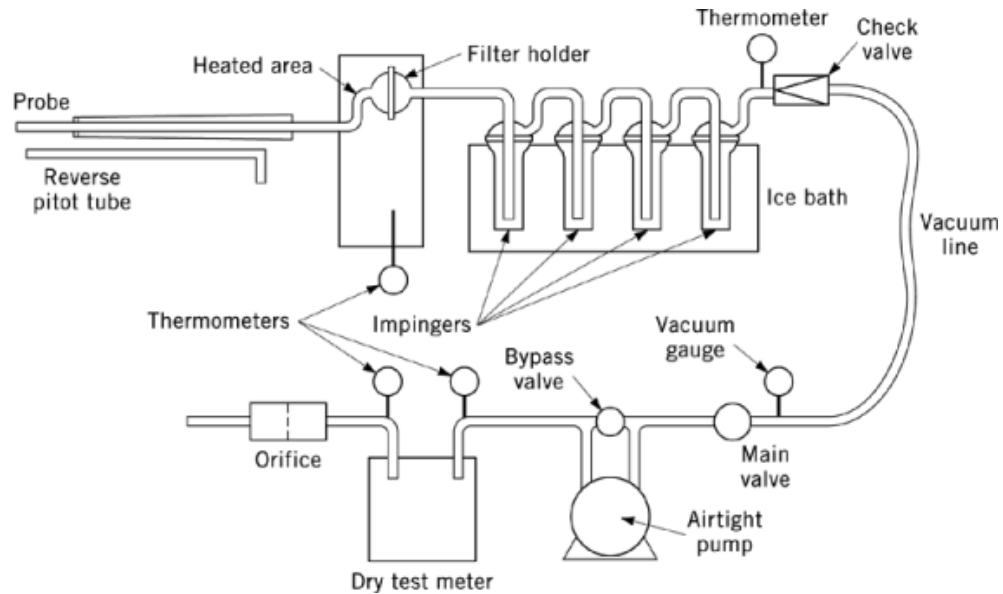 Thermometer
Check
valve
Filter holder
Heated area
Probe
Reverse
pitot tube
Ice bath
Vacuum
line
Thermometers
Impingers
Vacuum
gauge
Bypass
valve
Orifice
Main
valve
Airtight
pump
Dry test meter